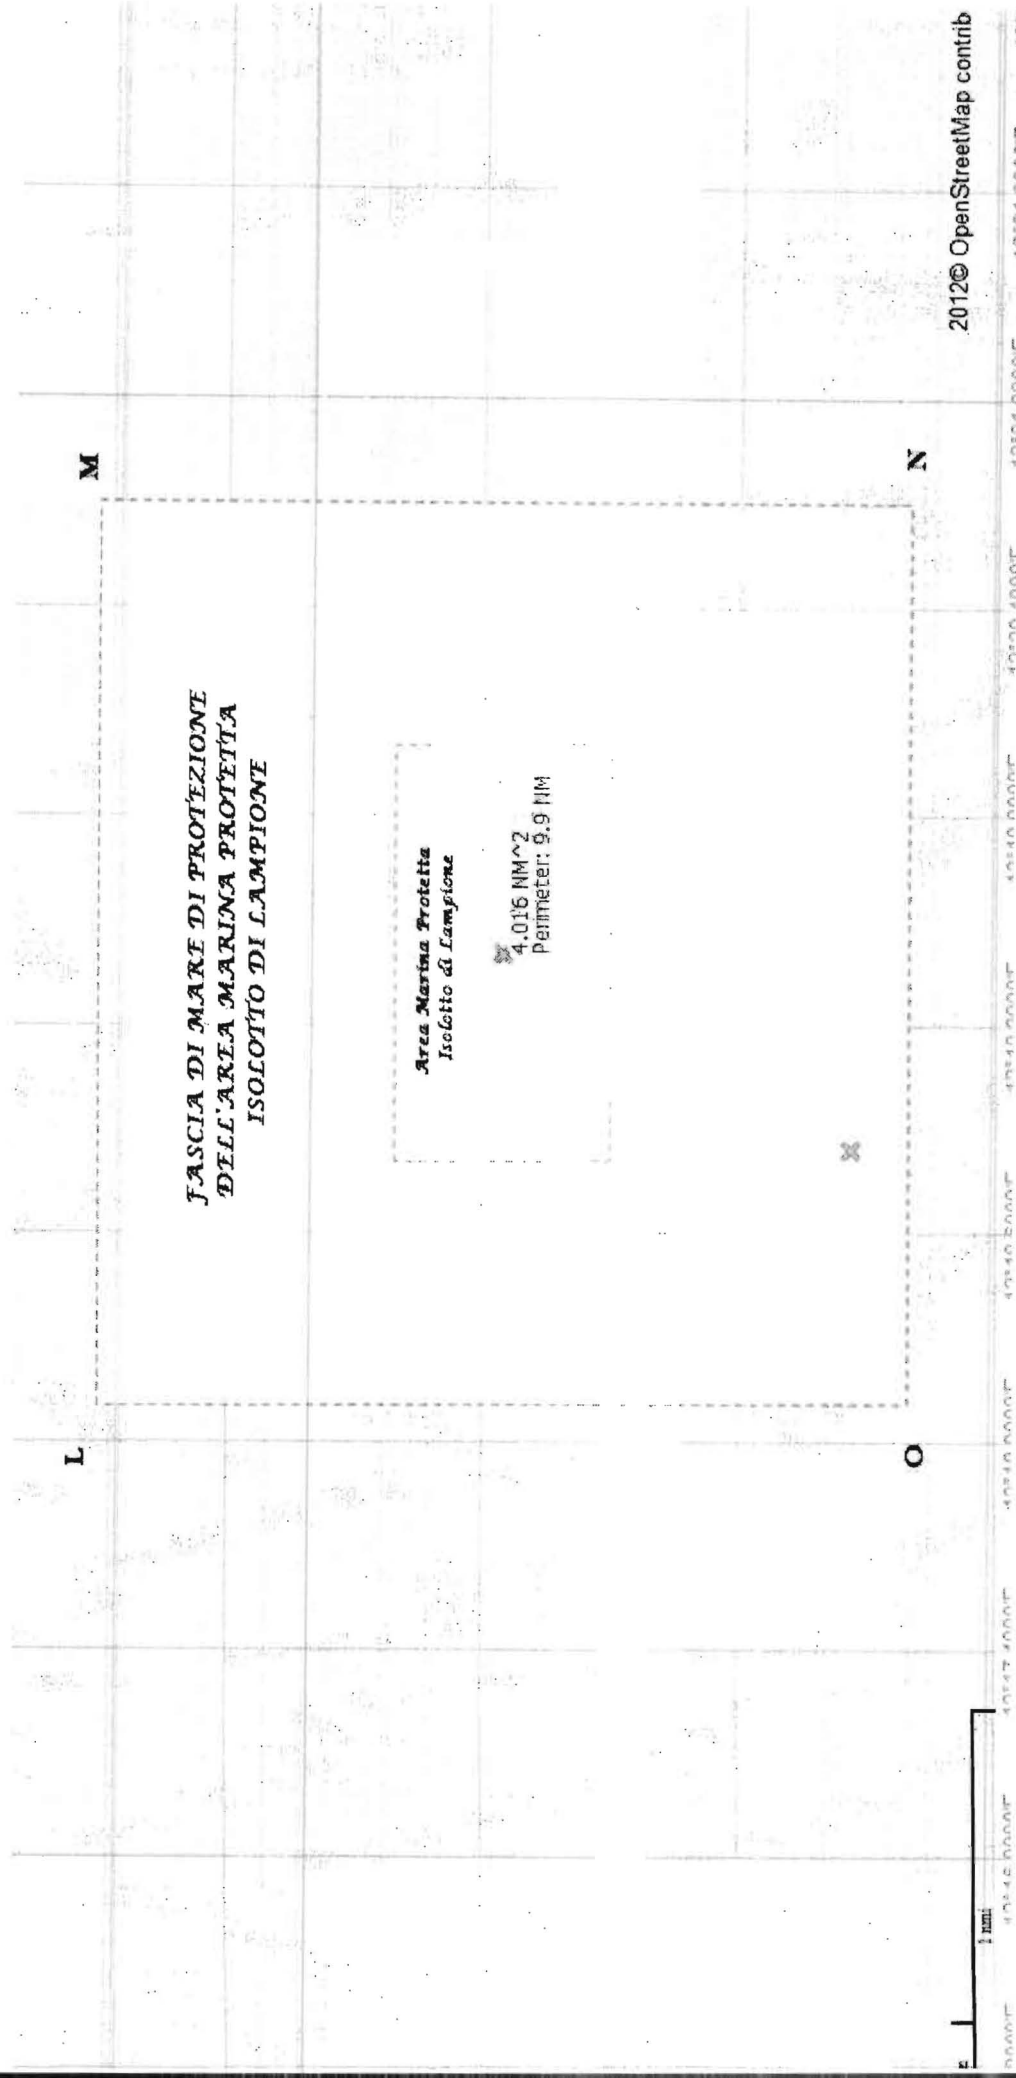 L
M
FASCIA DI MARE DI PROTEZIONE
DELL'AREA MARINA PROTETTA
ISOLOTTO DI LAMPIONE
Area Marina Protetta
Isolotto di Lampione
4.016 NM^2
Perimeter: 9.9 NM
O
N
1 nmi
2012© OpenStreetMap contrib